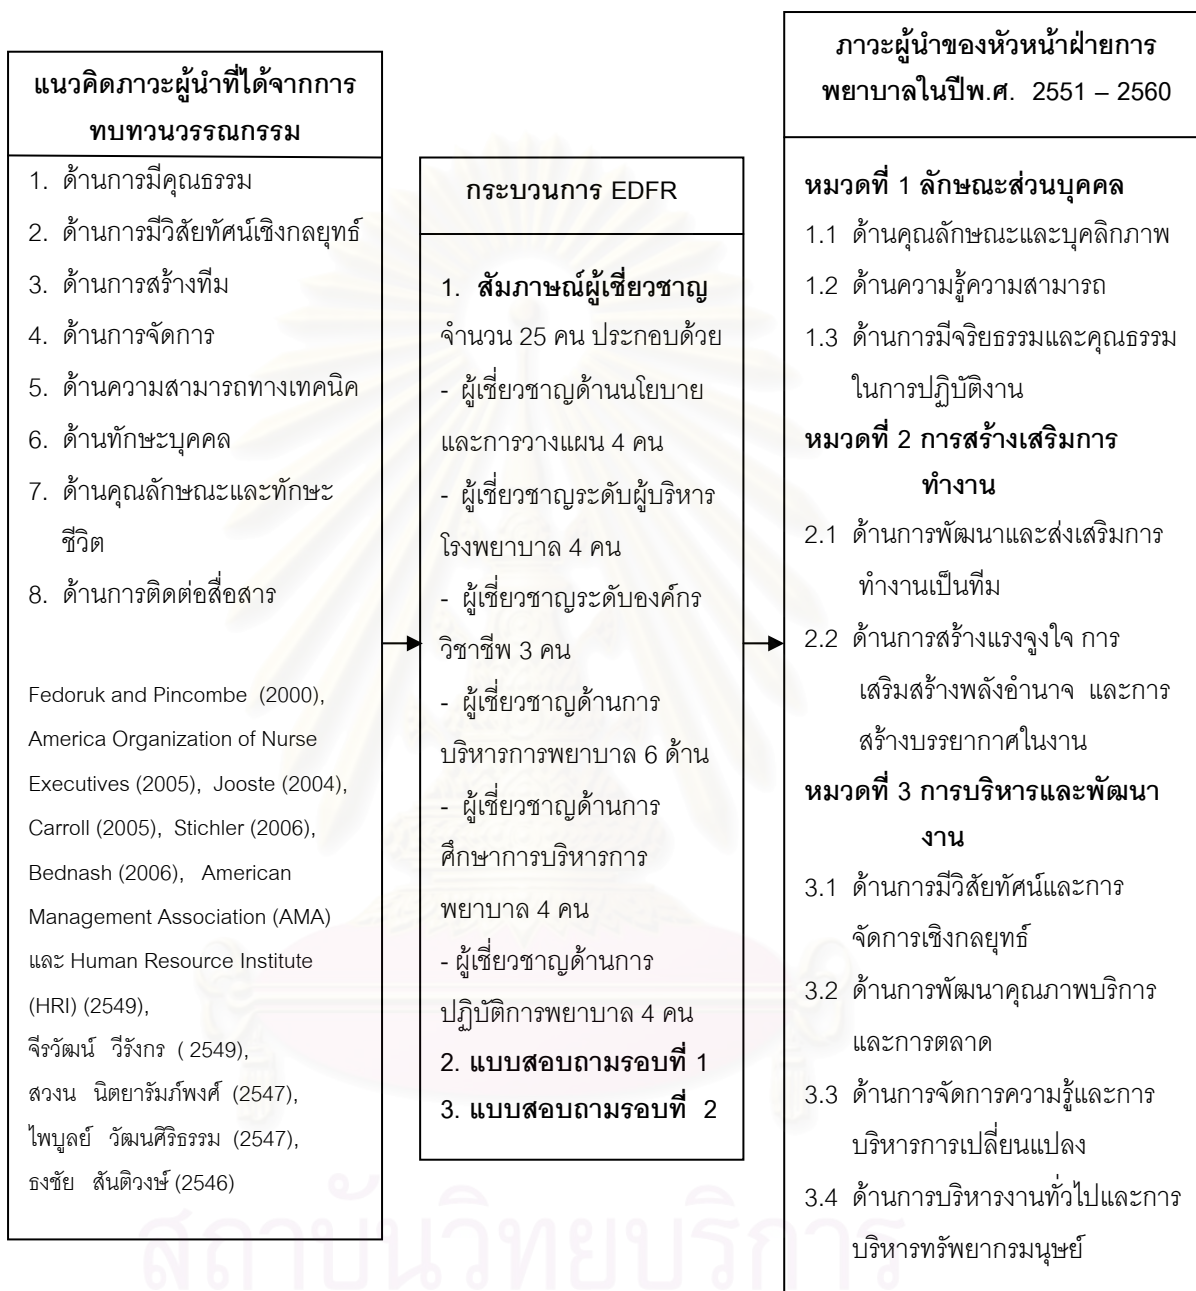 แนวคิดภาวะผู้นำที่ได้จากการ
ทบทวนวรรณกรรม
1. ด้านการมีคุณธรรม
2. ด้านการมีวิสัยทัศน์เชิงกลยุทธ์
3. ด้านการสร้างทีม
4. ด้านการจัดการ
5. ด้านความสามารถทางเทคนิค
6. ด้านทักษะบุคคล
7. ด้านคุณลักษณะและทักษะ
ชีวิต
8. ด้านการติดต่อสื่อสาร
Fedoruk and Pincombe (2000),
America Organization of Nurse
Executives (2005), Jooste (2004),
Carroll (2005), Stichler (2006),
Bednash (2006), American
Management Association (AMA)
และ Human Resource Institute
(HRI) (2549),
จีรวัฒน์ วีรังกร ( 2549),
สวงน นิตยารัมภ์พงศ์ (2547),
ไพบูลย์ วัฒนศิริธรรม (2547),
ธงชัย สันติวงษ์ (2546)
กระบวนการ EDFR
1. สัมภาษณ์ผู้เชี่ยวชาญ
จำนวน 25 คน ประกอบด้วย
- ผู้เชี่ยวชาญด้านนโยบาย
และการวางแผน 4 คน
- ผู้เชี่ยวชาญระดับผู้บริหาร
โรงพยาบาล 4 คน
- ผู้เชี่ยวชาญระดับองค์กร
วิชาชีพ 3 คน
- ผู้เชี่ยวชาญด้านการ
บริหารการพยาบาล 6 ด้าน
- ผู้เชี่ยวชาญด้านการ
ศึกษาการบริหารการ
พยาบาล 4 คน
- ผู้เชี่ยวชาญด้านการ
ปฏิบัติการพยาบาล 4 คน
2. แบบสอบถามรอบที่ 1
3. แบบสอบถามรอบที่ 2
ภาวะผู้นำของหัวหน้าฝ่ายการ
พยาบาลในปีพ.ศ. 2551 – 2560
หมวดที่ 1 ลักษณะส่วนบุคคล
1.1 ด้านคุณลักษณะและบุคลิกภาพ
1.2 ด้านความรู้ความสามารถ
1.3 ด้านการมีจริยธรรมและคุณธรรม
ในการปฏิบัติงาน
หมวดที่ 2 การสร้างเสริมการ
ทำงาน
2.1 ด้านการพัฒนาและส่งเสริมการ
ทำงานเป็นทีม
2.2 ด้านการสร้างแรงจูงใจ การ
เสริมสร้างพลังอำนาจ และการ
สร้างบรรยากาศในงาน
หมวดที่ 3 การบริหารและพัฒนา
งาน
3.1 ด้านการมีวิสัยทัศน์และการ
จัดการเชิงกลยุทธ์
3.2 ด้านการพัฒนาคุณภาพบริการ
และการตลาด
3.3 ด้านการจัดการความรู้และการ
บริหารการเปลี่ยนแปลง
3.4 ด้านการบริหารงานทั่วไปและการ
บริหารทรัพยากรมนุษย์
สถาบันวิทยบริการ